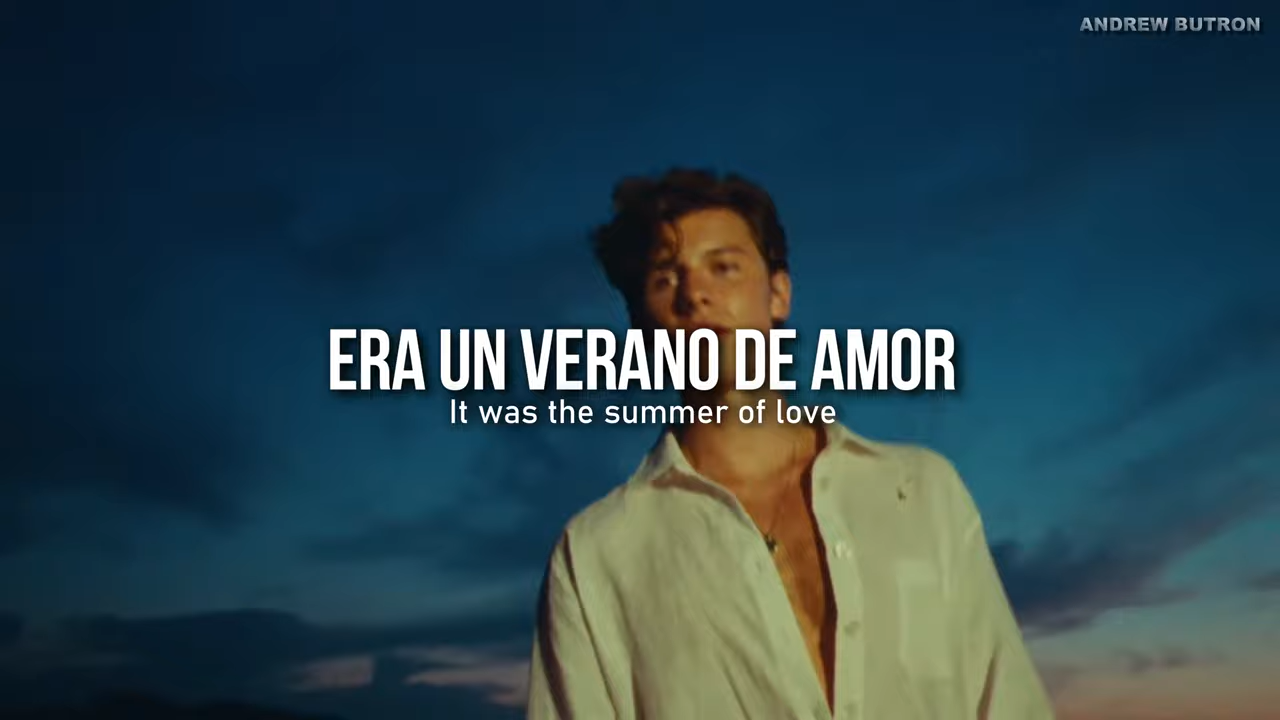 ANDREW BUTRON
ERA UN VERANO DE AMOR
It was the summer of love